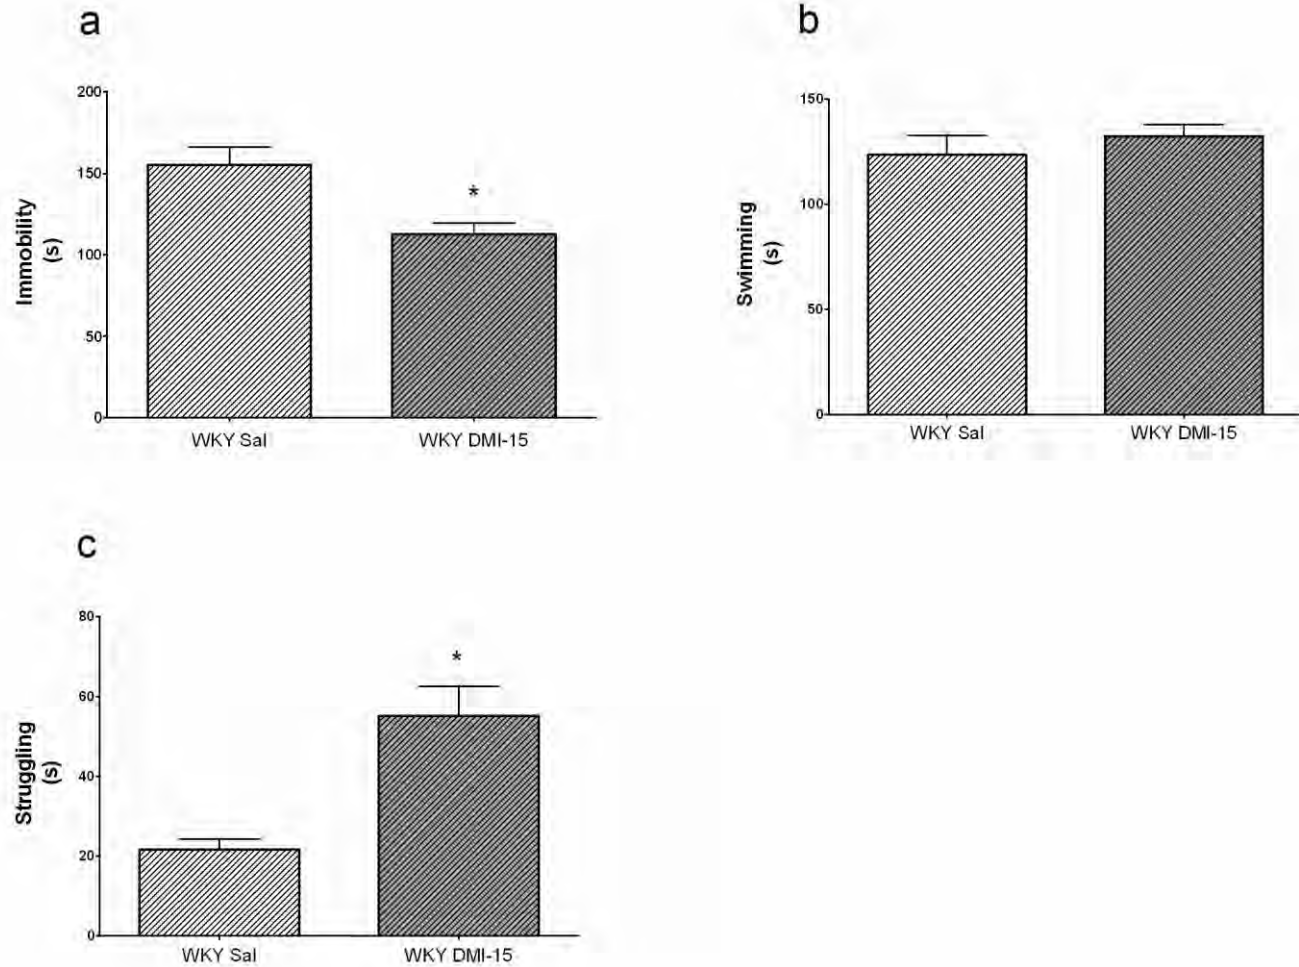 a
200
150
100
50
0
Immobility
(s)
*
WKY Sal
WKY DMI-15
b
150
100
50
0
Swimming
(s)
WKY Sal
WKY DMI-15
c
80
60
40
20
0
Struggling
(s)
*
WKY Sal
WKY DMI-15